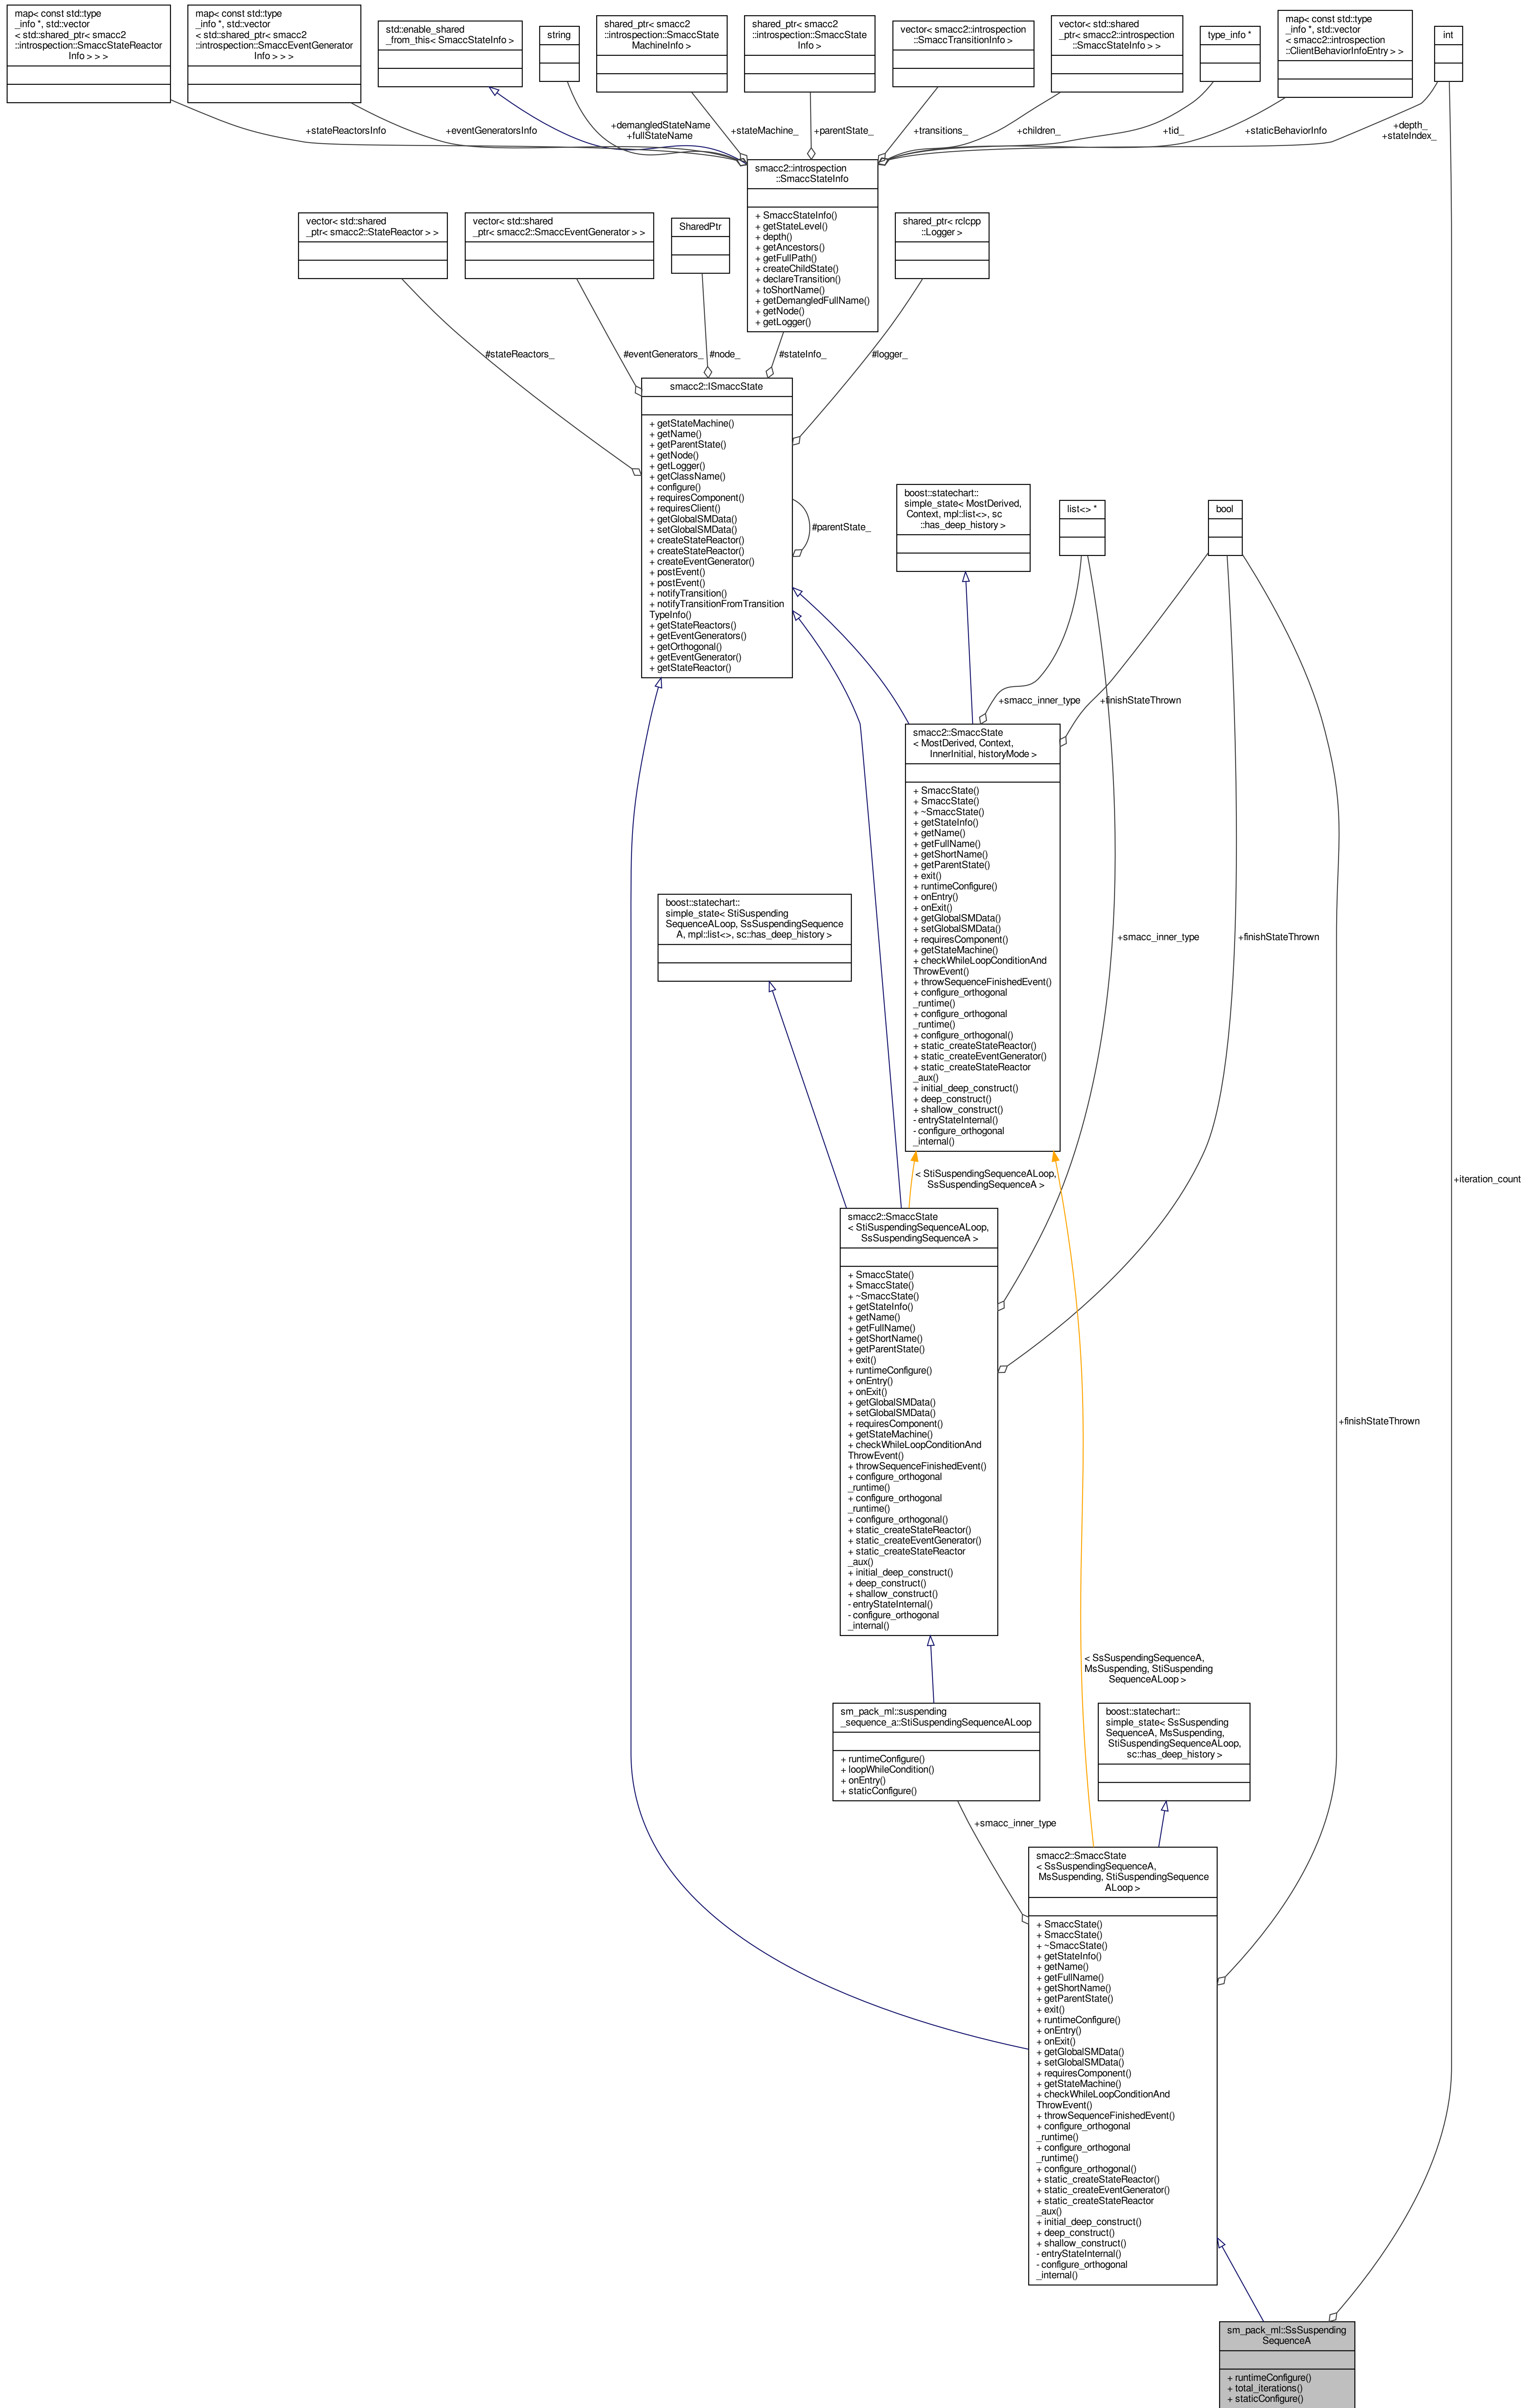 map< const std::type
_info *, std::vector
< std::shared_ptr< smacc2
::introspection::SmaccStateReactor
Info > > >
map< const std::type
_info *, std::vector
< std::shared_ptr< smacc2
::introspection::SmaccEventGenerator
Info > > >
std::enable_shared
_from_this< SmaccStateInfo >
string
shared_ptr< smacc2
::introspection::SmaccState
MachineInfo >
shared_ptr< smacc2
::introspection::SmaccState
Info >
vector< smacc2::introspection
::SmaccTransitionInfo >
vector< std::shared
_ptr< smacc2::introspection
::SmaccStateInfo > >
type_info *
map< const std::type
_info *, std::vector
< smacc2::introspection
::ClientBehaviorInfoEntry > >
int
+stateReactorsInfo
+eventGeneratorsInfo
+demangledStateName
+fullStateName
+stateMachine_
+parentState_
+transitions_
+children_
+tid_
+staticBehaviorInfo
+depth_
+stateIndex_
smacc2::introspection
::SmaccStateInfo
+ SmaccStateInfo()
+ getStateLevel()
+ depth()
+ getAncestors()
+ getFullPath()
+ createChildState()
+ declareTransition()
+ toShortName()
+ getDemangledFullName()
+ getNode()
+ getLogger()
vector< std::shared
_ptr< smacc2::StateReactor > >
vector< std::shared
_ptr< smacc2::SmaccEventGenerator > >
SharedPtr
shared_ptr< rclcpp
::Logger >
#stateReactors_
#eventGenerators_
#node_
#stateInfo_
#logger_
smacc2::ISmaccState
+ getStateMachine()
+ getName()
+ getParentState()
+ getNode()
+ getLogger()
+ getClassName()
+ configure()
+ requiresComponent()
+ requiresClient()
+ getGlobalSMData()
+ setGlobalSMData()
+ createStateReactor()
+ createStateReactor()
+ createEventGenerator()
+ postEvent()
+ postEvent()
+ notifyTransition()
+ notifyTransitionFromTransition
TypeInfo()
+ getStateReactors()
+ getEventGenerators()
+ getOrthogonal()
+ getEventGenerator()
+ getStateReactor()
#parentState_
boost::statechart::
simple_state< MostDerived,
Context, mpl::list<>, sc
::has_deep_history >
list<> *
bool
+smacc_inner_type
+finishStateThrown
smacc2::SmaccState
< MostDerived, Context,
InnerInitial, historyMode >
+ SmaccState()
+ SmaccState()
+ ~SmaccState()
+ getStateInfo()
+ getName()
+ getFullName()
+ getShortName()
+ getParentState()
+ exit()
+ runtimeConfigure()
+ onEntry()
+ onExit()
+ getGlobalSMData()
+ setGlobalSMData()
+ requiresComponent()
+ getStateMachine()
+ checkWhileLoopConditionAnd
ThrowEvent()
+ throwSequenceFinishedEvent()
+ configure_orthogonal
_runtime()
+ configure_orthogonal
_runtime()
+ configure_orthogonal()
+ static_createStateReactor()
+ static_createEventGenerator()
+ static_createStateReactor
_aux()
+ initial_deep_construct()
+ deep_construct()
+ shallow_construct()
- entryStateInternal()
- configure_orthogonal
_internal()
boost::statechart::
simple_state< StiSuspending
SequenceALoop, SsSuspendingSequence
A, mpl::list<>, sc::has_deep_history >
+smacc_inner_type
+finishStateThrown
< StiSuspendingSequenceALoop,
SsSuspendingSequenceA >
+iteration_count
smacc2::SmaccState
< StiSuspendingSequenceALoop,
SsSuspendingSequenceA >
+ SmaccState()
+ SmaccState()
+ ~SmaccState()
+ getStateInfo()
+ getName()
+ getFullName()
+ getShortName()
+ getParentState()
+ exit()
+ runtimeConfigure()
+ onEntry()
+ onExit()
+ getGlobalSMData()
+ setGlobalSMData()
+ requiresComponent()
+ getStateMachine()
+ checkWhileLoopConditionAnd
ThrowEvent()
+ throwSequenceFinishedEvent()
+ configure_orthogonal
_runtime()
+ configure_orthogonal
_runtime()
+ configure_orthogonal()
+ static_createStateReactor()
+ static_createEventGenerator()
+ static_createStateReactor
_aux()
+ initial_deep_construct()
+ deep_construct()
+ shallow_construct()
- entryStateInternal()
- configure_orthogonal
_internal()
+finishStateThrown
< SsSuspendingSequenceA,
MsSuspending, StiSuspending
SequenceALoop >
sm_pack_ml::suspending
_sequence_a::StiSuspendingSequenceALoop
+ runtimeConfigure()
+ loopWhileCondition()
+ onEntry()
+ staticConfigure()
boost::statechart::
simple_state< SsSuspending
SequenceA, MsSuspending,
StiSuspendingSequenceALoop,
sc::has_deep_history >
+smacc_inner_type
smacc2::SmaccState
< SsSuspendingSequenceA,
MsSuspending, StiSuspendingSequence
ALoop >
+ SmaccState()
+ SmaccState()
+ ~SmaccState()
+ getStateInfo()
+ getName()
+ getFullName()
+ getShortName()
+ getParentState()
+ exit()
+ runtimeConfigure()
+ onEntry()
+ onExit()
+ getGlobalSMData()
+ setGlobalSMData()
+ requiresComponent()
+ getStateMachine()
+ checkWhileLoopConditionAnd
ThrowEvent()
+ throwSequenceFinishedEvent()
+ configure_orthogonal
_runtime()
+ configure_orthogonal
_runtime()
+ configure_orthogonal()
+ static_createStateReactor()
+ static_createEventGenerator()
+ static_createStateReactor
_aux()
+ initial_deep_construct()
+ deep_construct()
+ shallow_construct()
- entryStateInternal()
- configure_orthogonal
_internal()
sm_pack_ml::SsSuspending
SequenceA
+ runtimeConfigure()
+ total_iterations()
+ staticConfigure()